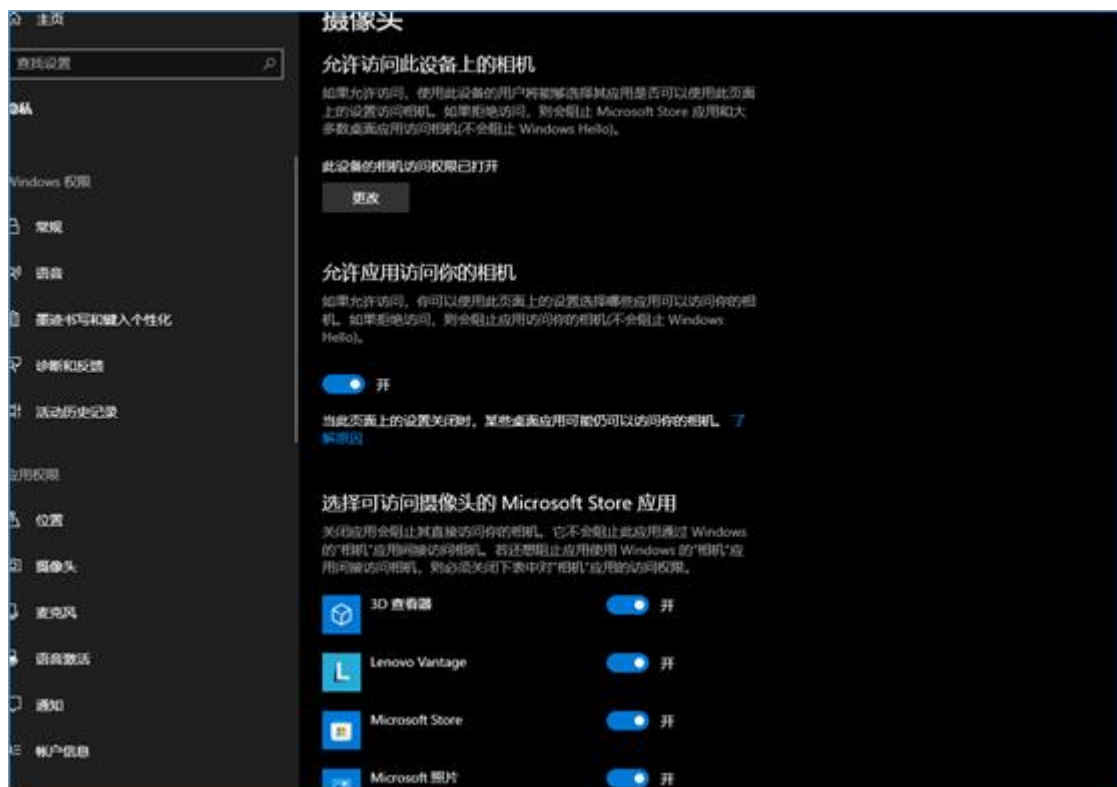 主页
查找设置
隐私
Windows 权限
常规
语音
墨迹书写和键入个性化
诊断和反馈
活动历史记录
应用权限
位置
摄像头
麦克风
语音激活
通知
帐户信息
摄像头
允许访问此设备上的相机
如果允许访问，使用此设备的用户将能够选择其应用是否可以使用此页面
上的设置访问相机。如果拒绝访问，则会阻止 Microsoft Store 应用和大
多数桌面应用访问相机(不会阻止 Windows Hello)。
此设备的相机访问权限已打开
更改
允许应用访问你的相机
如果允许访问，你可以使用此页面上的设置选择哪些应用可以访问你的相
机。如果拒绝访问，则会阻止应用访问你的相机(不会阻止 Windows
Hello)。
开
当此页面上的设置关闭时，某些桌面应用可能仍可以访问你的相机。 了
解原因
选择可访问摄像头的 Microsoft Store 应用
关闭应用会阻止其直接访问你的相机。它不会阻止此应用通过 Windows
的"相机"应用间接访问相机。若还想阻止应用使用 Windows 的"相机"应
用间接访问相机，则必须关闭下表中对"相机"应用的访问权限。
3D 查看器 开
Lenovo Vantage 开
Microsoft Store 开
Microsoft 照片 开